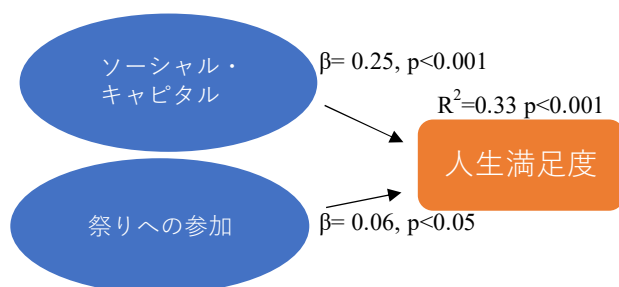 ソーシャル・
キャピタル
β= 0.25, p<0.001
R²=0.33 p<0.001
人生満足度
祭りへの参加
β= 0.06, p<0.05